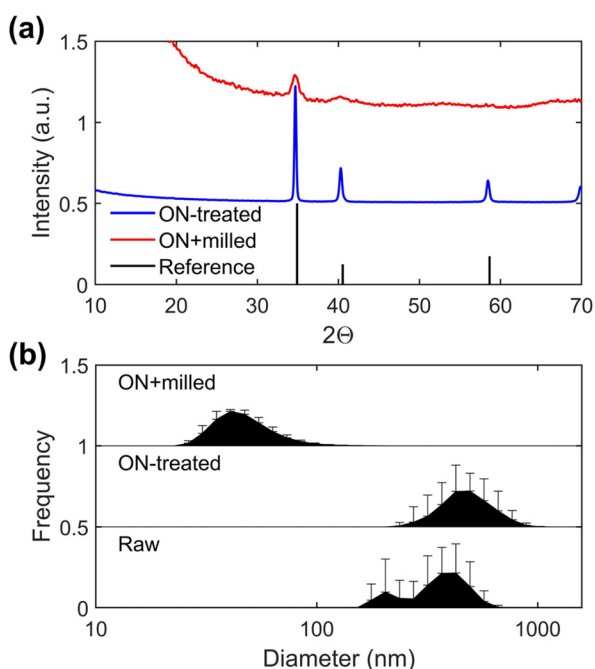 (a)
Intensity (a.u.)
1.5
1
0.5
0
ON-treated
ON+milled
Reference
10 20 30 40 50 60 70
2Θ
(b)
Frequency
1.5
1
0.5
0
ON+milled
ON-treated
Raw
10 100 1000
Diameter (nm)